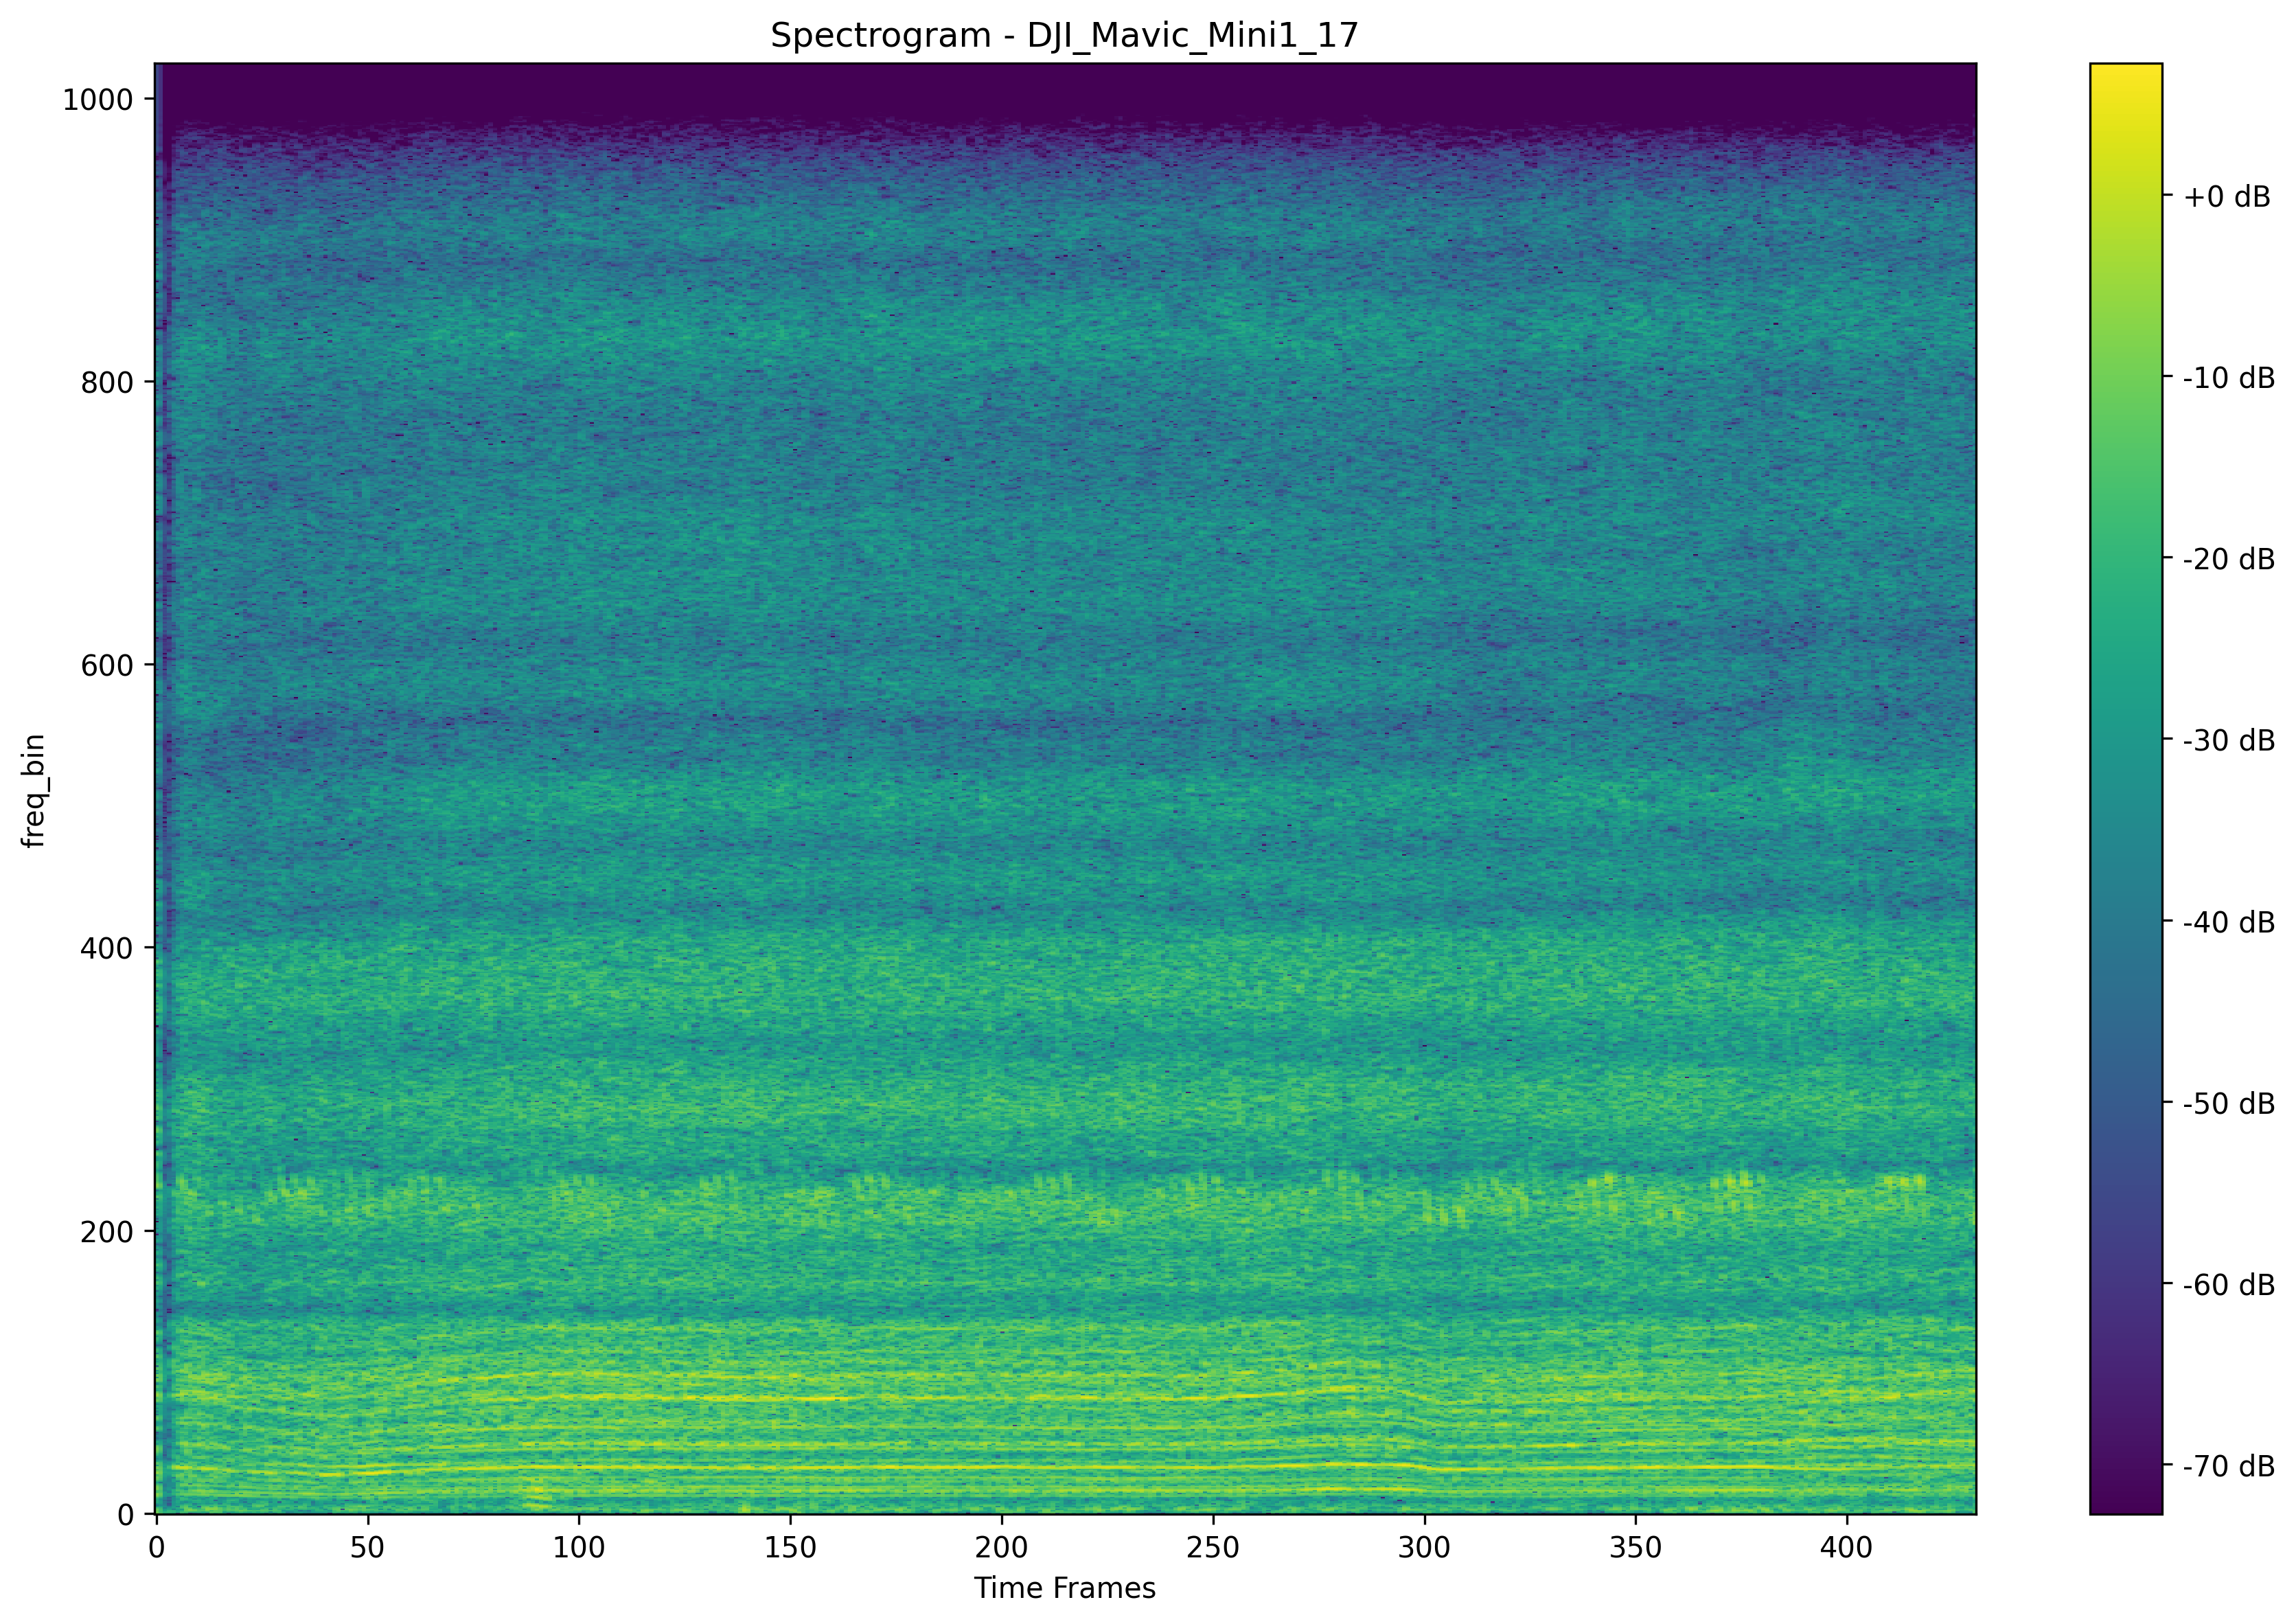 Spectrogram - DJI_Mavic_Mini1_17
1000
800
600
400
200
0
freq_bin
0 50 100 150 200 250 300 350 400
Time Frames
+0 dB
-10 dB
-20 dB
-30 dB
-40 dB
-50 dB
-60 dB
-70 dB